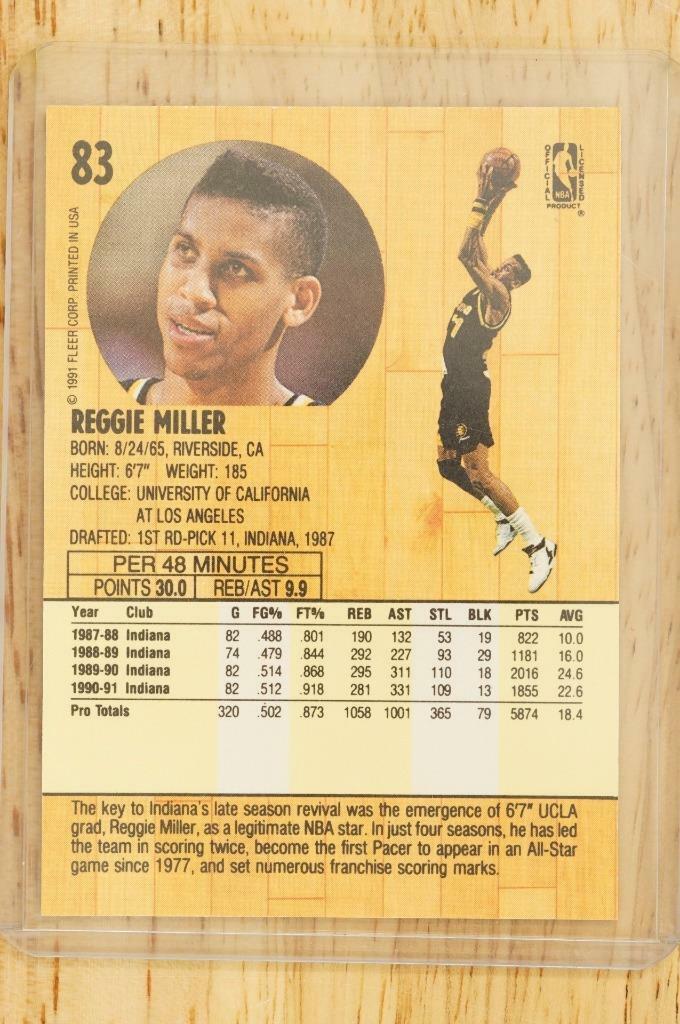 83
OFFICIAL LICENSED
NBA
PRODUCT ®
© 1991 FLEER CORP. PRINTED IN USA
REGGIE MILLER
BORN: 8/24/65, RIVERSIDE, CA
HEIGHT: 6'7" WEIGHT: 185
COLLEGE: UNIVERSITY OF CALIFORNIA
AT LOS ANGELES
DRAFTED: 1ST RD-PICK 11, INDIANA, 1987
PER 48 MINUTES
POINTS 30.0 REB/AST 9.9
Year Club G FG% FT% REB AST STL BLK PTS AVG
1987-88 Indiana 82 .488 .801 190 132 53 19 822 10.0
1988-89 Indiana 74 .479 .844 292 227 93 29 1181 16.0
1989-90 Indiana 82 .514 .868 295 311 110 18 2016 24.6
1990-91 Indiana 82 .512 .918 281 331 109 13 1855 22.6
Pro Totals 320 .502 .873 1058 1001 365 79 5874 18.4
The key to Indiana's late season revival was the emergence of 6'7" UCLA
grad, Reggie Miller, as a legitimate NBA star. In just four seasons, he has led
the team in scoring twice, become the first Pacer to appear in an All-Star
game since 1977, and set numerous franchise scoring marks.